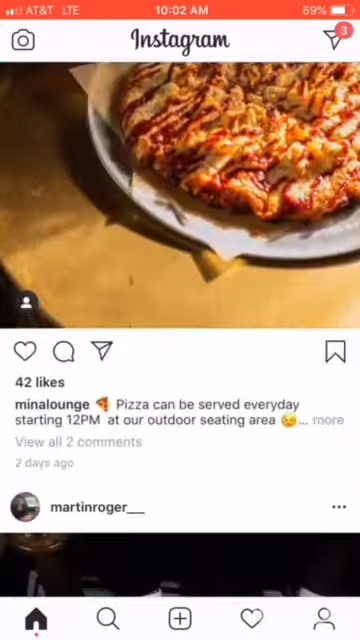 AT&T LTE 10:02 AM 69%
Instagram
3
42 likes
minalounge 🍕 Pizza can be served everyday
starting 12PM at our outdoor seating area 😉... more
View all 2 comments
2 days ago
martinroger__